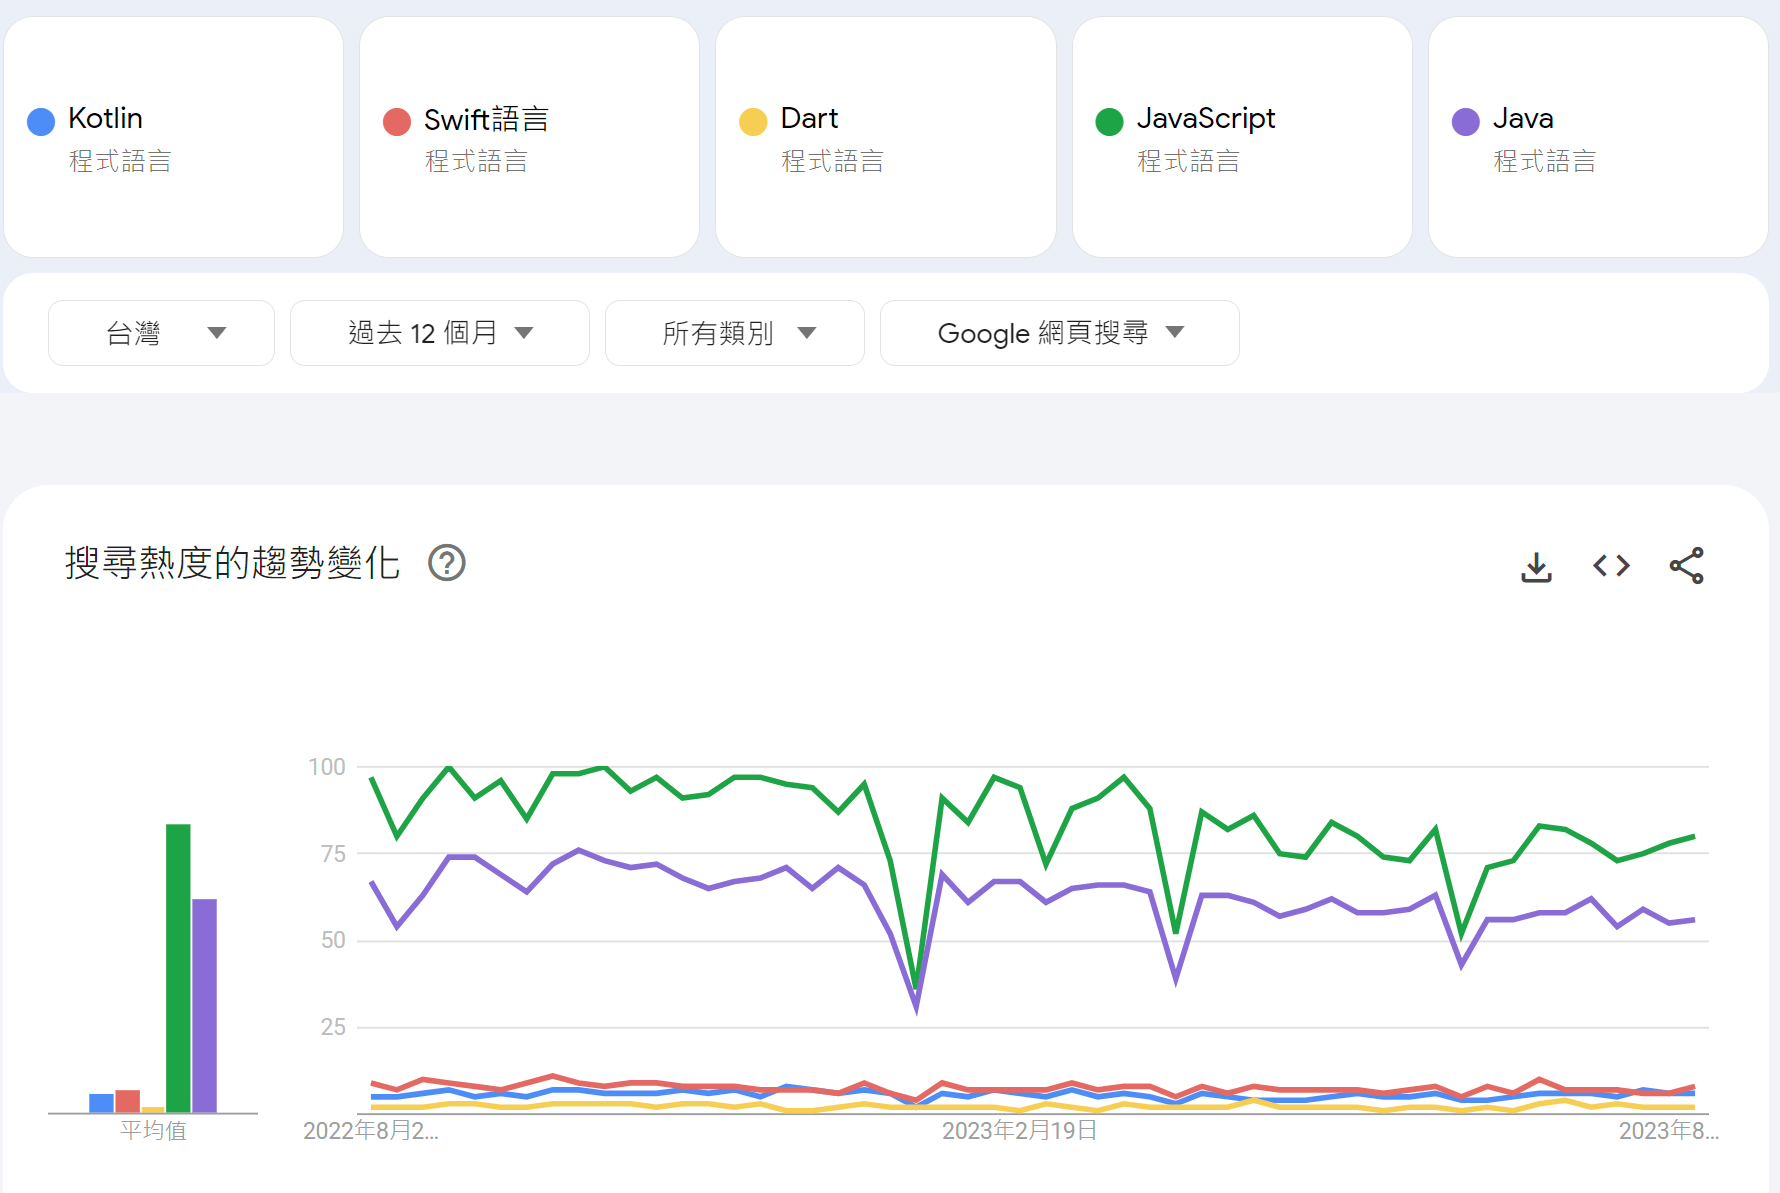 Kotlin
程式語言
Swift語言
程式語言
Dart
程式語言
JavaScript
程式語言
Java
程式語言
台灣
過去 12 個月
所有類別
Google 網頁搜尋
搜尋熱度的趨勢變化
?
100
75
50
25
平均值
2022年8月2...
2023年2月19日
2023年8...